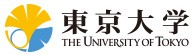 東京大学
THE UNIVERSITY OF TOKYO